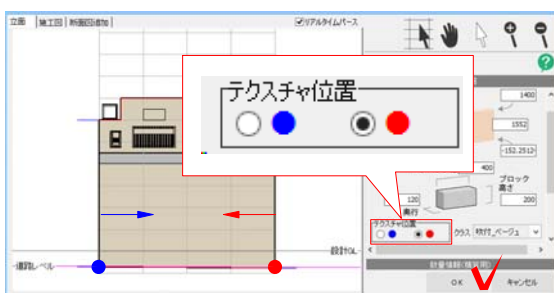 立面 施工図 断面図追加 リアルタイムパース
テクスチャ位置
1400
1552
-152.2512
400
ブロック
高さ
120 200
奥行
テクスチャ位置
クラス 吹付_ベージュ
設計GL
道路レベル
OK キャンセル